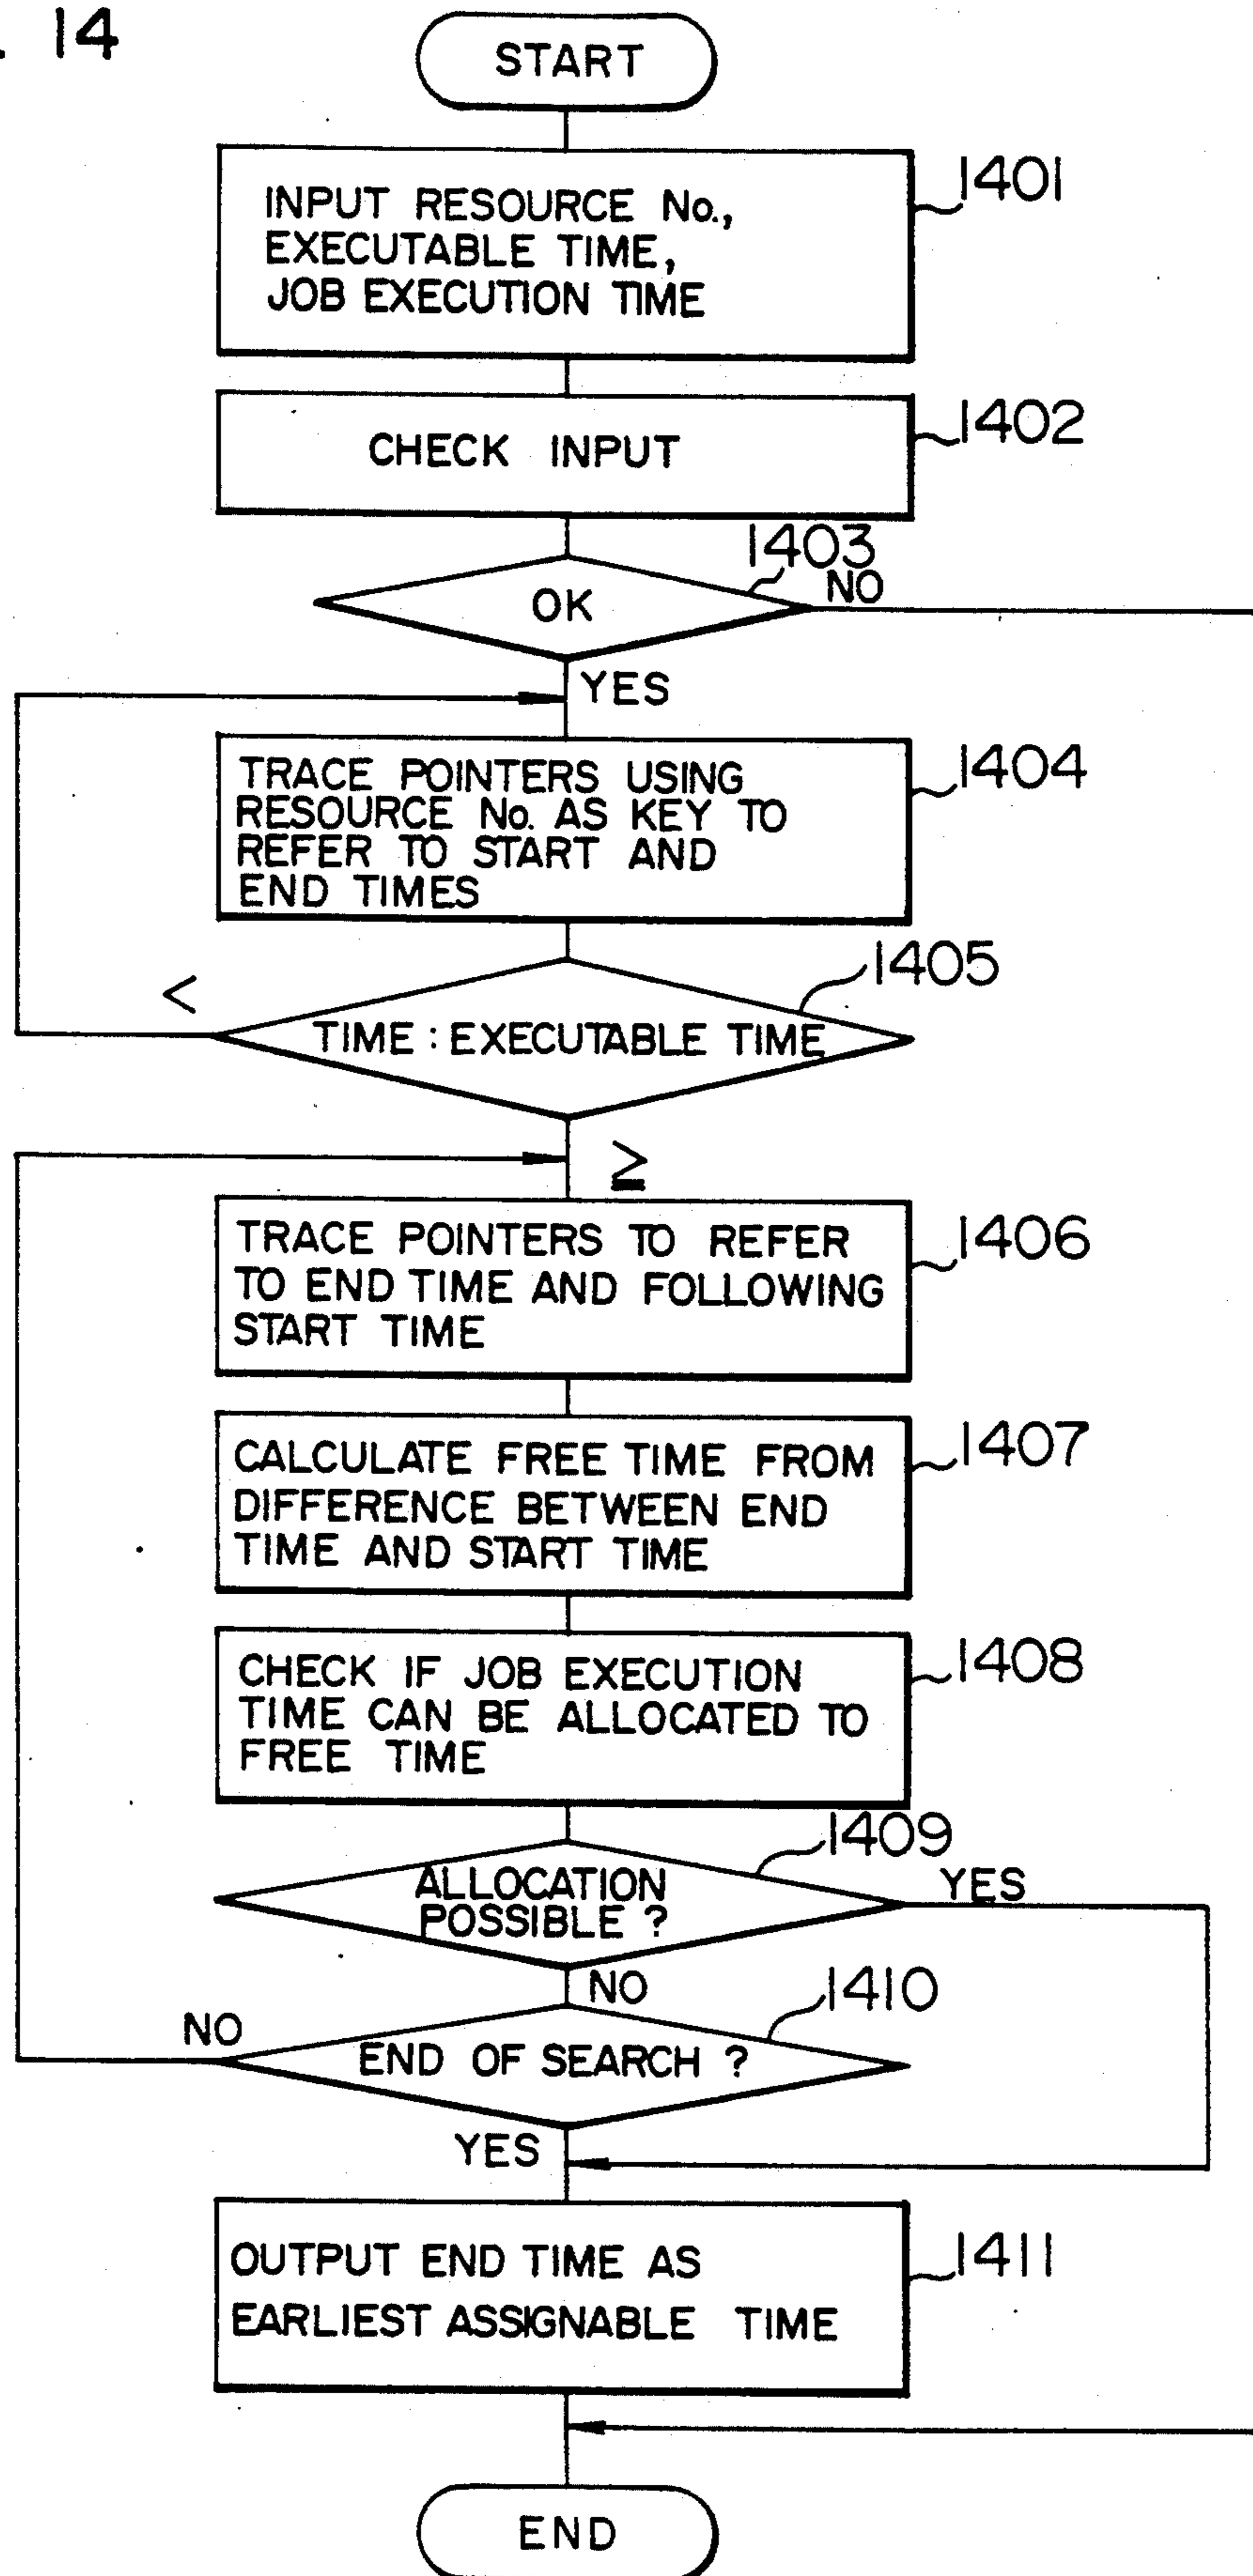 . 14
START
INPUT RESOURCE No.,
EXECUTABLE TIME,
JOB EXECUTION TIME
1401
CHECK INPUT
1402
1403
OK
NO
YES
TRACE POINTERS USING
RESOURCE No. AS KEY TO
REFER TO START AND
END TIMES
1404
1405
<
TIME : EXECUTABLE TIME
≧
TRACE POINTERS TO REFER
TO END TIME AND FOLLOWING
START TIME
1406
CALCULATE FREE TIME FROM
DIFFERENCE BETWEEN END
TIME AND START TIME
1407
CHECK IF JOB EXECUTION
TIME CAN BE ALLOCATED TO
FREE TIME
1408
1409
ALLOCATION
POSSIBLE ?
YES
NO
1410
NO
END OF SEARCH ?
YES
OUTPUT END TIME AS
EARLIEST ASSIGNABLE TIME
1411
END